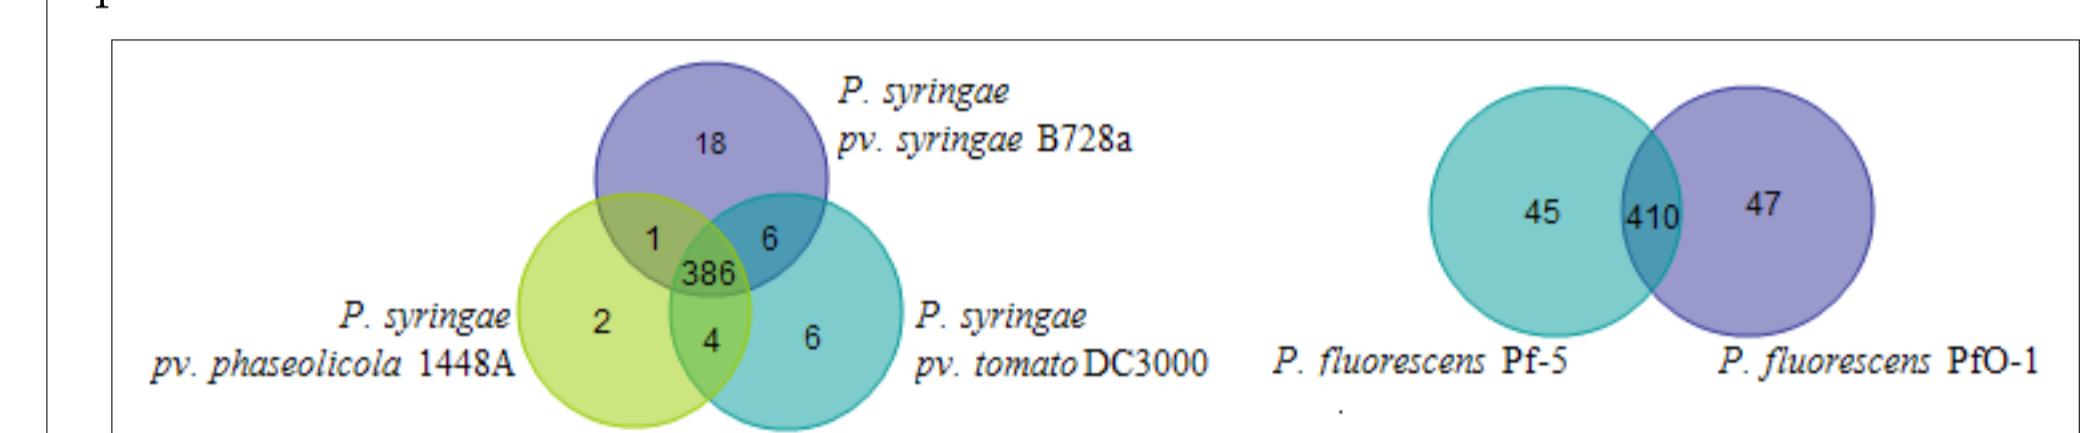 P. syringae
pv. syringae B728a
18
1
6
386
2
4
6
P. syringae
pv. phaseolicola 1448A
P. syringae
pv. tomato DC3000
45
410
47
P. fluorescens Pf-5
P. fluorescens PfO-1